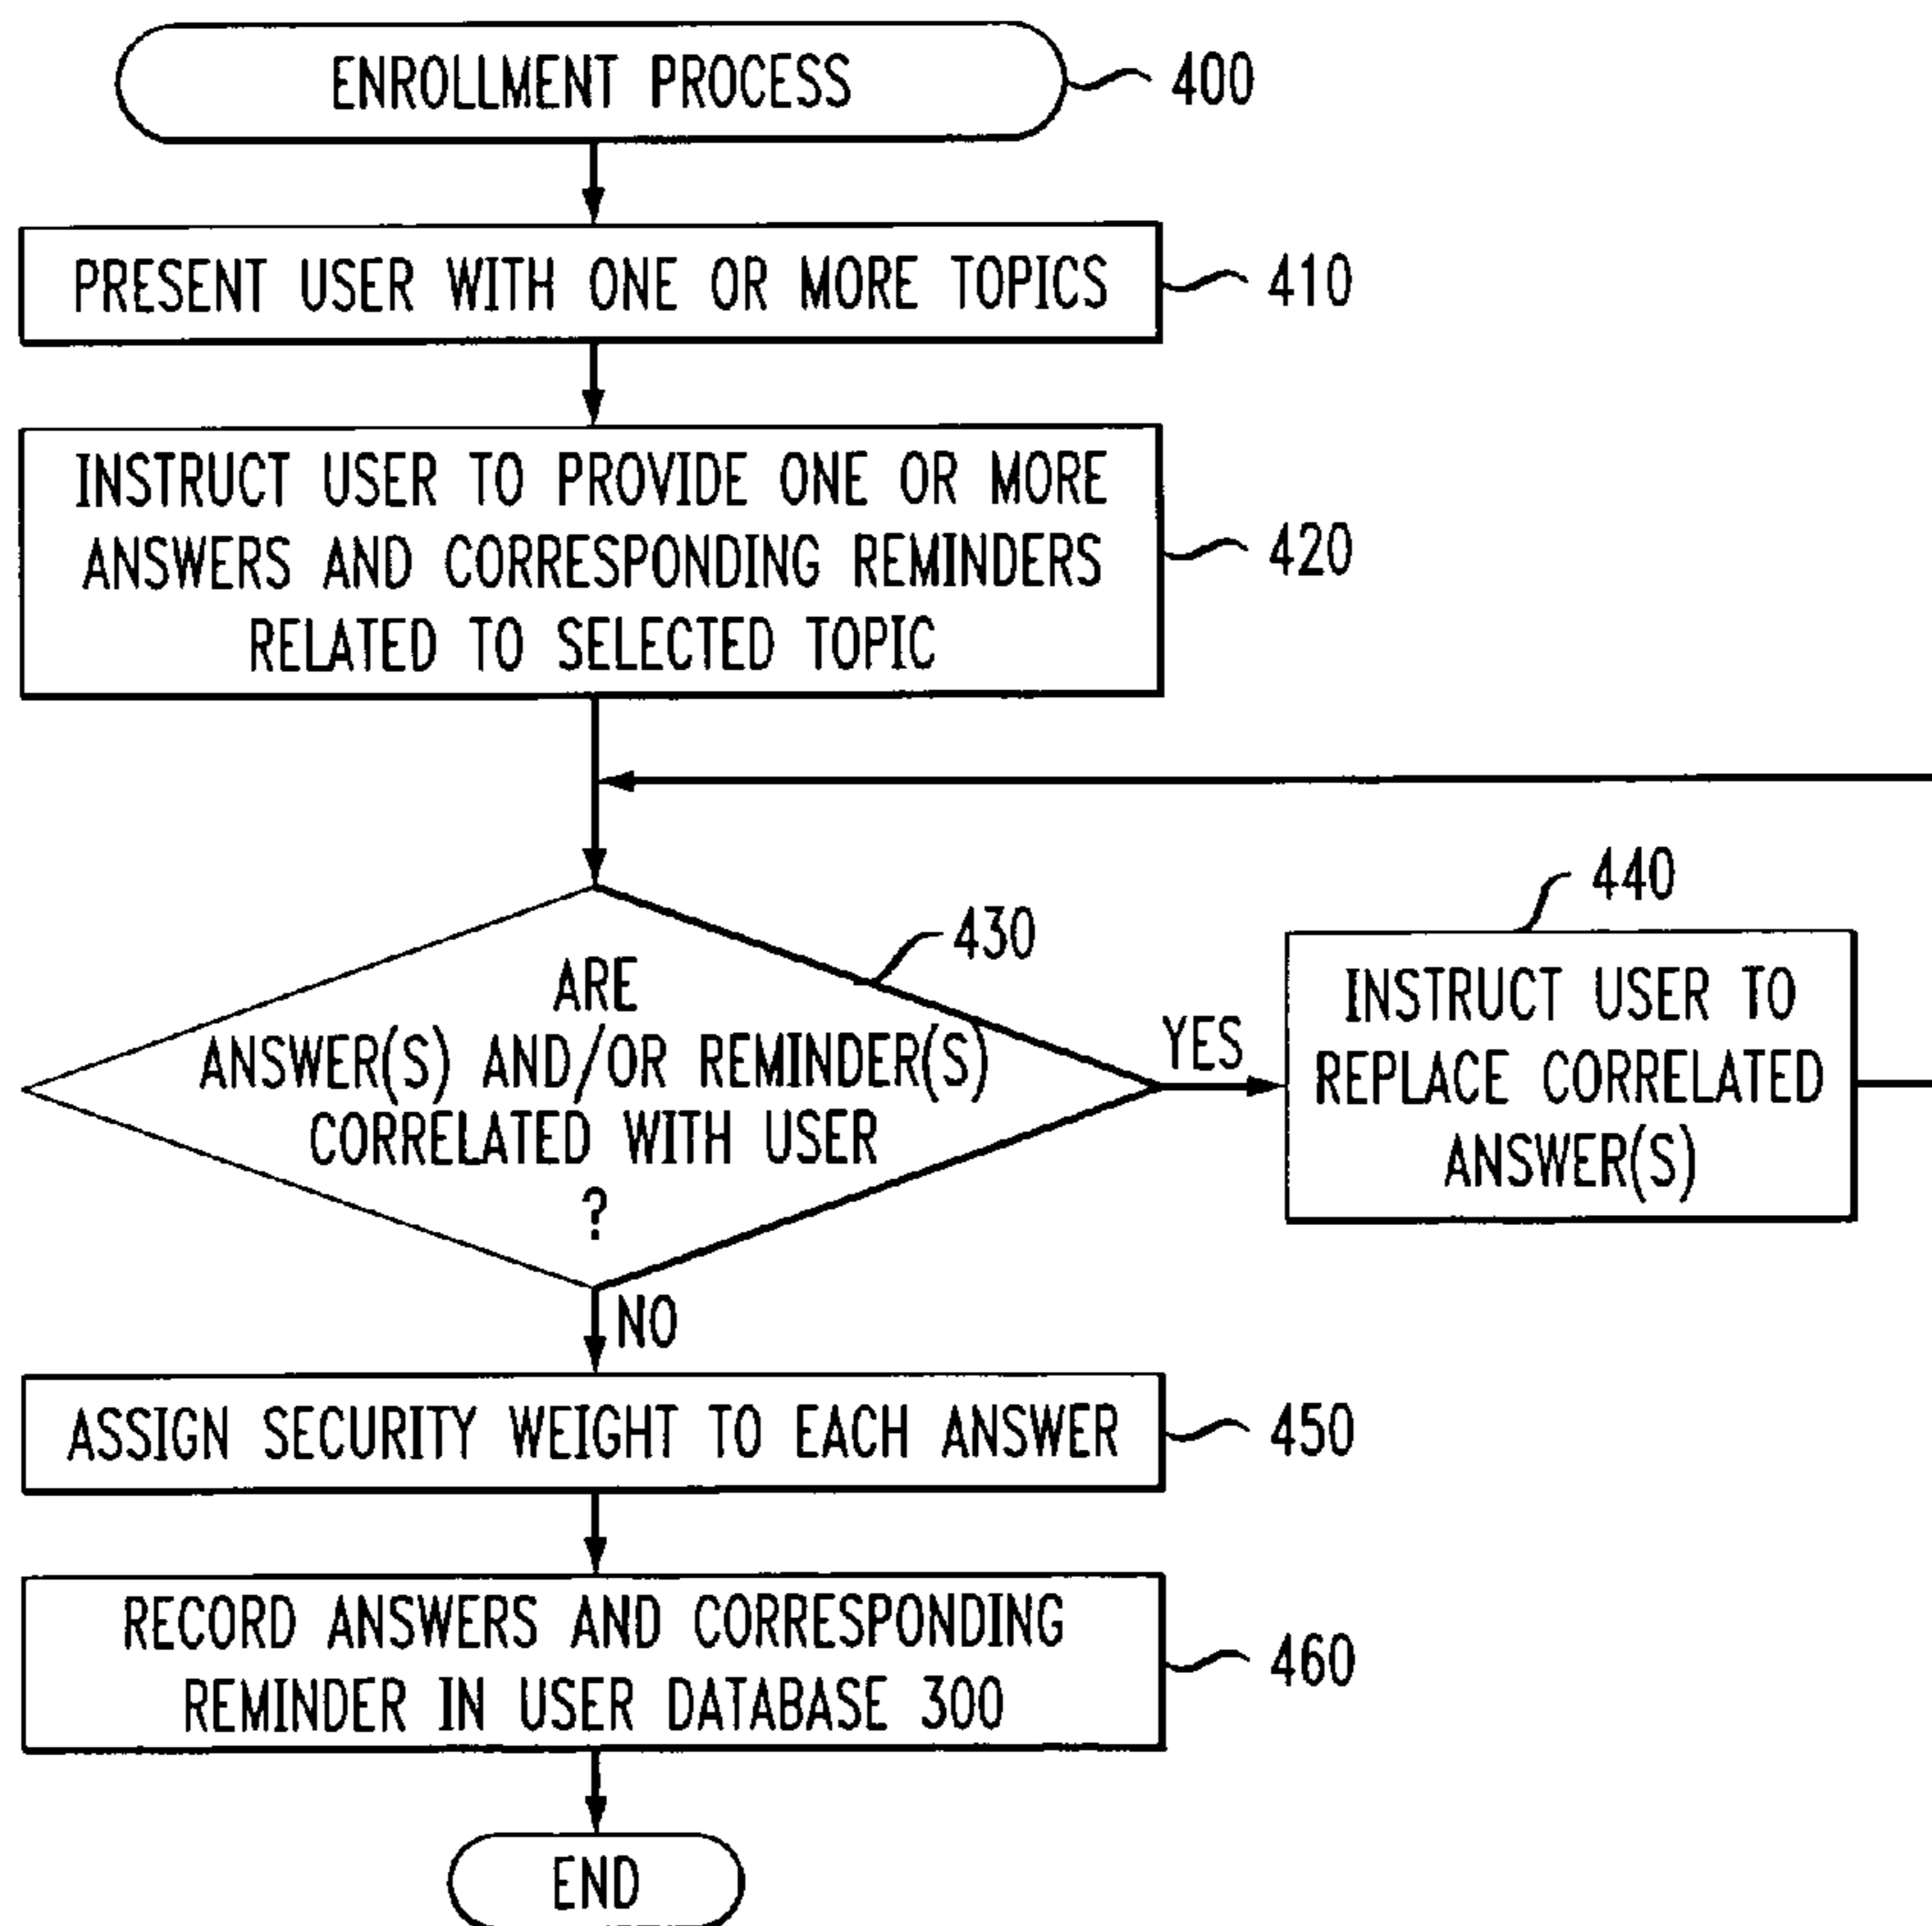 ENROLLMENT PROCESS
400
PRESENT USER WITH ONE OR MORE TOPICS
410
INSTRUCT USER TO PROVIDE ONE OR MORE
ANSWERS AND CORRESPONDING REMINDERS
RELATED TO SELECTED TOPIC
420
ARE
ANSWER(S) AND/OR REMINDER(S)
CORRELATED WITH USER
?
430
YES
440
INSTRUCT USER TO
REPLACE CORRELATED
ANSWER(S)
NO
ASSIGN SECURITY WEIGHT TO EACH ANSWER
450
RECORD ANSWERS AND CORRESPONDING
REMINDER IN USER DATABASE 300
460
END